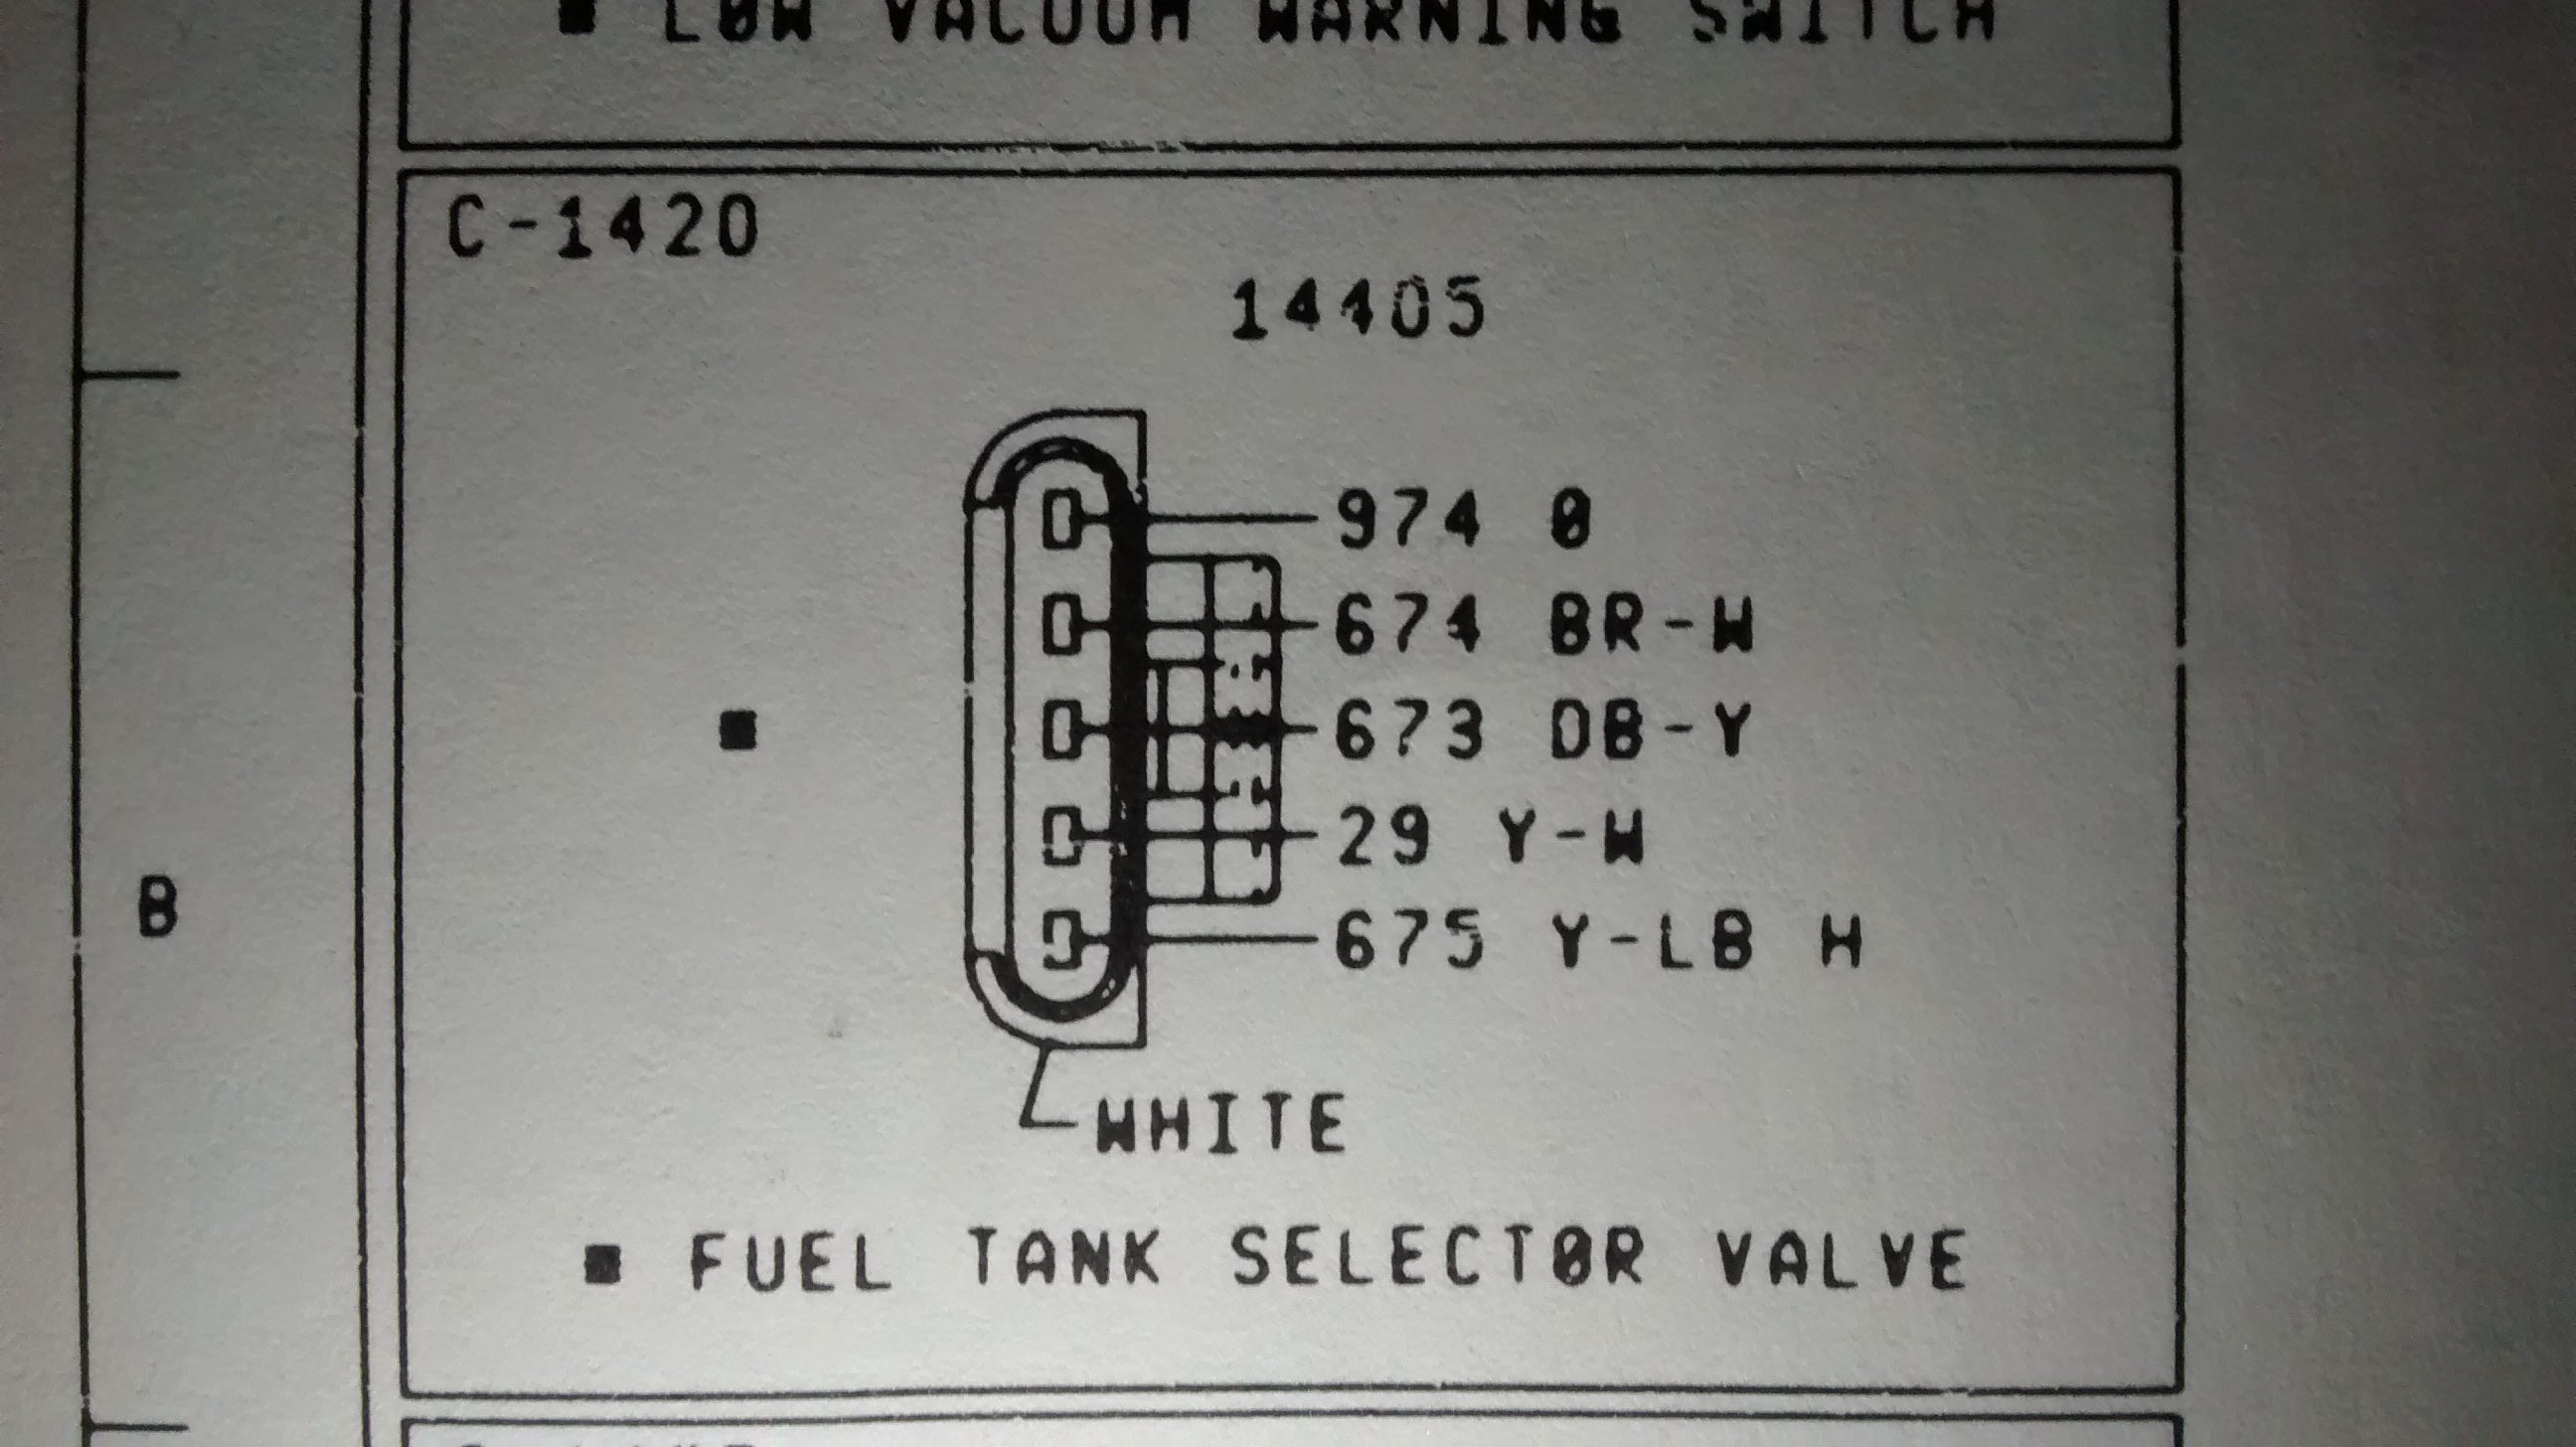 ■ LOW VACUUM WARNING SWITCH
C-1420
14405
974 O
674 BR-W
673 DB-Y
29 Y-W
675 Y-LB H
B
WHITE
■ FUEL TANK SELECTOR VALVE